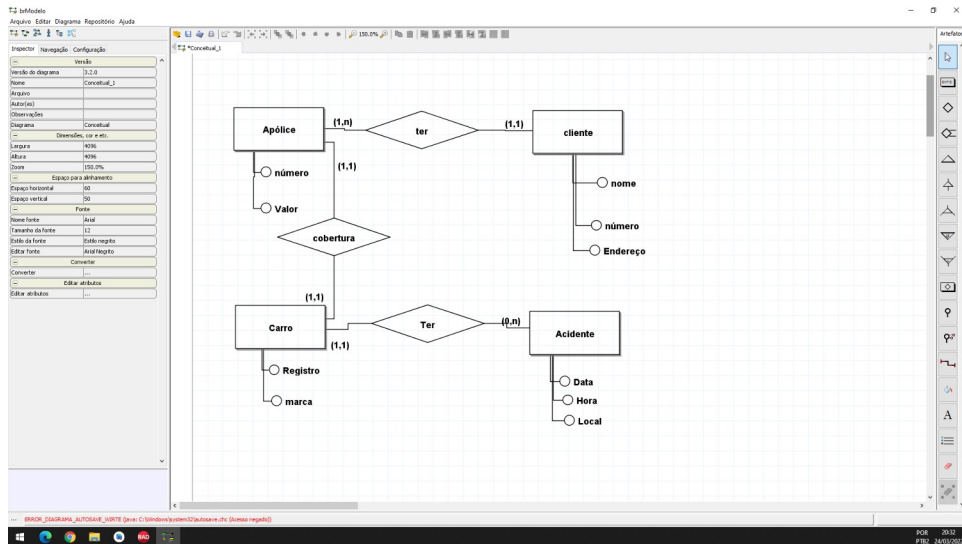 brModelo
Arquivo Editar Diagrama Repositório Ajuda
150.0%
Artefatos
Inspector Navegação Configuração
*Conceitual_1
Versão
Versão do diagrama 3.2.0
Nome Conceitual_1
Arquivo
Autor(es)
Observações
Diagrama Conceitual
Dimensões, cor e etc.
Largura 4096
Altura 4096
Zoom 150.0%
Espaço para alinhamento
Espaço horizontal 60
Espaço vertical 50
Fonte
Nome fonte Arial
Tamanho da fonte 12
Estilo da fonte Estilo negrito
Editar fonte Arial Negrito
Converter
Converter ...
Editar atributos
Editar atributos ...
Apólice (1,n) ter (1,1) cliente
(1,1)
número
nome
Valor
número
cobertura
Endereço
(1,1)
Carro Ter (0,n) Acidente
(1,1)
Registro
Data
marca
Hora
Local
A
... ERROR_DIAGRAMA_AUTOSAVE_WIRTE (java: C:\Windows\system32\autosave.chc (Acesso negado))
POR 20:32
PTB2